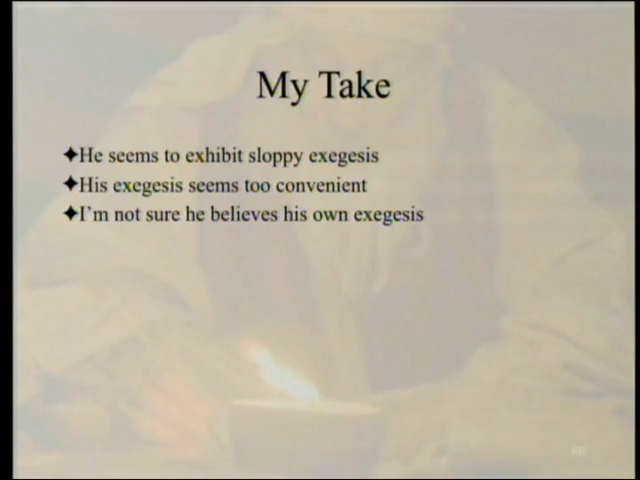 My Take
✦He seems to exhibit sloppy exegesis
✦His exegesis seems too convenient
✦I'm not sure he believes his own exegesis